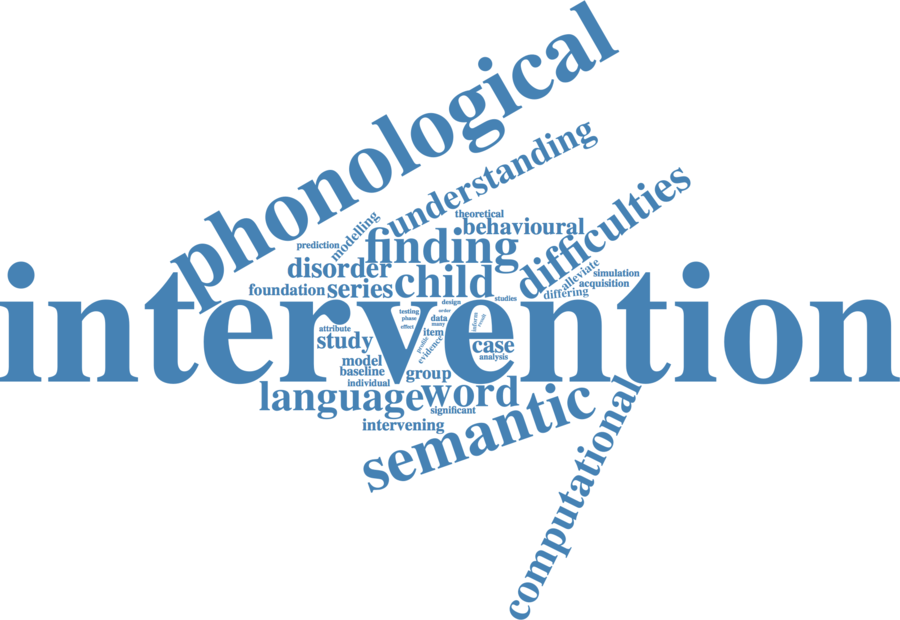 phonological
understanding
difficulties
theoretical
behavioural
modelling
prediction
finding
disorder
child
alleviate
simulation
acquisition
foundation
series
differing
studies
design
intervention
testing
order
phase
data
many
effect
item
inform
result
attribute
study
profile
evidence
case
analysis
model
baseline
group
individual
language
word
significant
intervening
semantic
computational